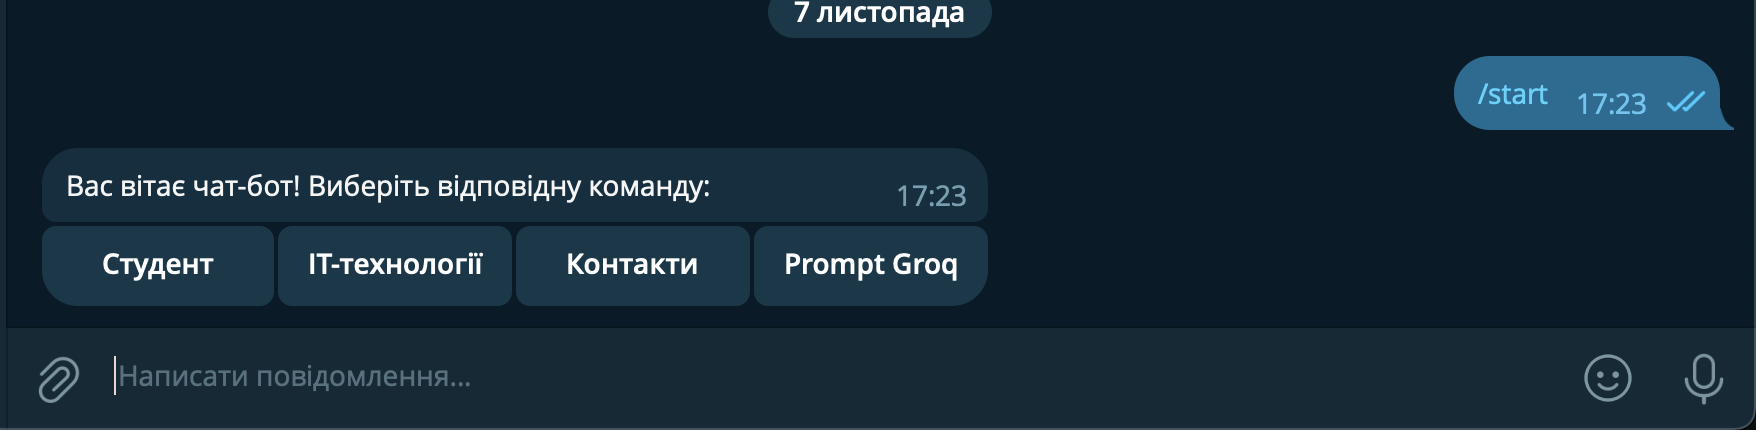 7 листопада
/start 17:23
Вас вітає чат-бот! Виберіть відповідну команду: 17:23
Студент ІТ-технології Контакти Prompt Groq
Написати повідомлення...